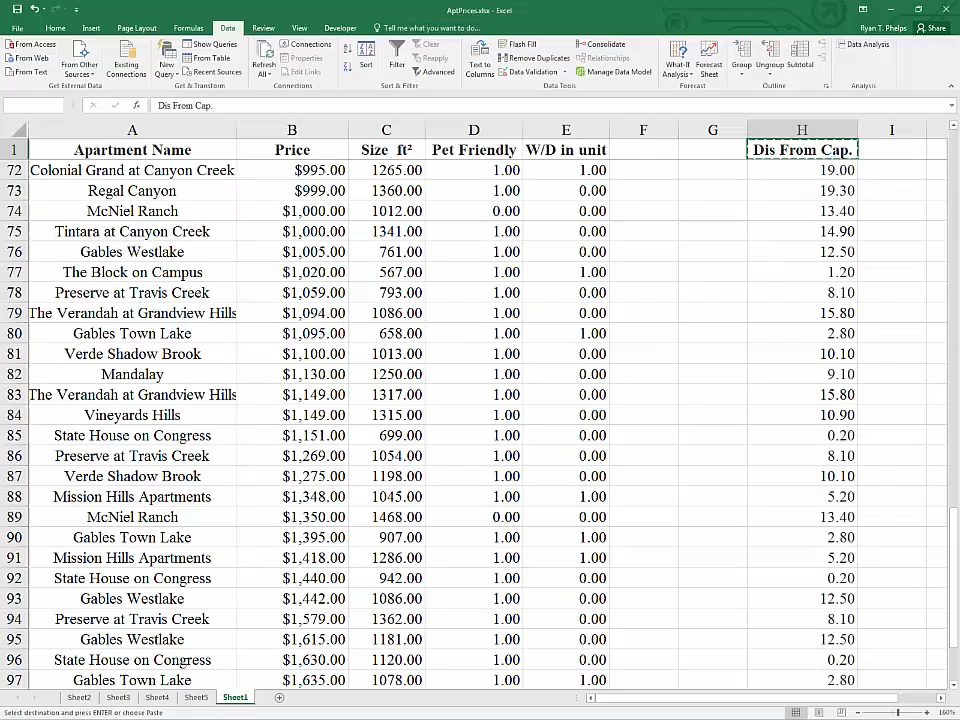 AptPrices.xlsx - Excel
File Home Insert Page Layout Formulas Data Review View Developer Tell me what you want to do... Ryan T. Phelps Share
From Access
From Web
From Text
From Other Sources
Existing Connections
Get External Data
New Query
Show Queries
From Table
Recent Sources
Get & Transform
Refresh All
Connections
Properties
Edit Links
Connections
Sort
Filter
Clear
Reapply
Advanced
Sort & Filter
Text to Columns
Flash Fill
Remove Duplicates
Data Validation
Consolidate
Relationships
Manage Data Model
Data Tools
What-If Analysis
Forecast Sheet
Forecast
Group
Ungroup
Subtotal
Outline
Data Analysis
Analysis
fx Dis From Cap.
A B C D E F G H I
1 Apartment Name Price Size ft² Pet Friendly W/D in unit Dis From Cap.
72 Colonial Grand at Canyon Creek $995.00 1265.00 1.00 1.00 19.00
73 Regal Canyon $999.00 1360.00 1.00 0.00 19.30
74 McNiel Ranch $1,000.00 1012.00 0.00 0.00 13.40
75 Tintara at Canyon Creek $1,000.00 1341.00 1.00 0.00 14.90
76 Gables Westlake $1,005.00 761.00 1.00 0.00 12.50
77 The Block on Campus $1,020.00 567.00 1.00 1.00 1.20
78 Preserve at Travis Creek $1,059.00 793.00 1.00 0.00 8.10
79 The Verandah at Grandview Hills $1,094.00 1086.00 1.00 0.00 15.80
80 Gables Town Lake $1,095.00 658.00 1.00 1.00 2.80
81 Verde Shadow Brook $1,100.00 1013.00 1.00 0.00 10.10
82 Mandalay $1,130.00 1250.00 1.00 0.00 9.10
83 The Verandah at Grandview Hills $1,149.00 1317.00 1.00 0.00 15.80
84 Vineyards Hills $1,149.00 1315.00 1.00 0.00 10.90
85 State House on Congress $1,151.00 699.00 1.00 0.00 0.20
86 Preserve at Travis Creek $1,269.00 1054.00 1.00 0.00 8.10
87 Verde Shadow Brook $1,275.00 1198.00 1.00 0.00 10.10
88 Mission Hills Apartments $1,348.00 1045.00 1.00 1.00 5.20
89 McNiel Ranch $1,350.00 1468.00 0.00 0.00 13.40
90 Gables Town Lake $1,395.00 907.00 1.00 1.00 2.80
91 Mission Hills Apartments $1,418.00 1286.00 1.00 1.00 5.20
92 State House on Congress $1,440.00 942.00 1.00 0.00 0.20
93 Gables Westlake $1,442.00 1086.00 1.00 0.00 12.50
94 Preserve at Travis Creek $1,579.00 1362.00 1.00 0.00 8.10
95 Gables Westlake $1,615.00 1181.00 1.00 0.00 12.50
96 State House on Congress $1,630.00 1120.00 1.00 0.00 0.20
97 Gables Town Lake $1,635.00 1078.00 1.00 1.00 2.80
Sheet2 Sheet3 Sheet4 Sheet5 Sheet1
Select destination and press ENTER or choose Paste 160%